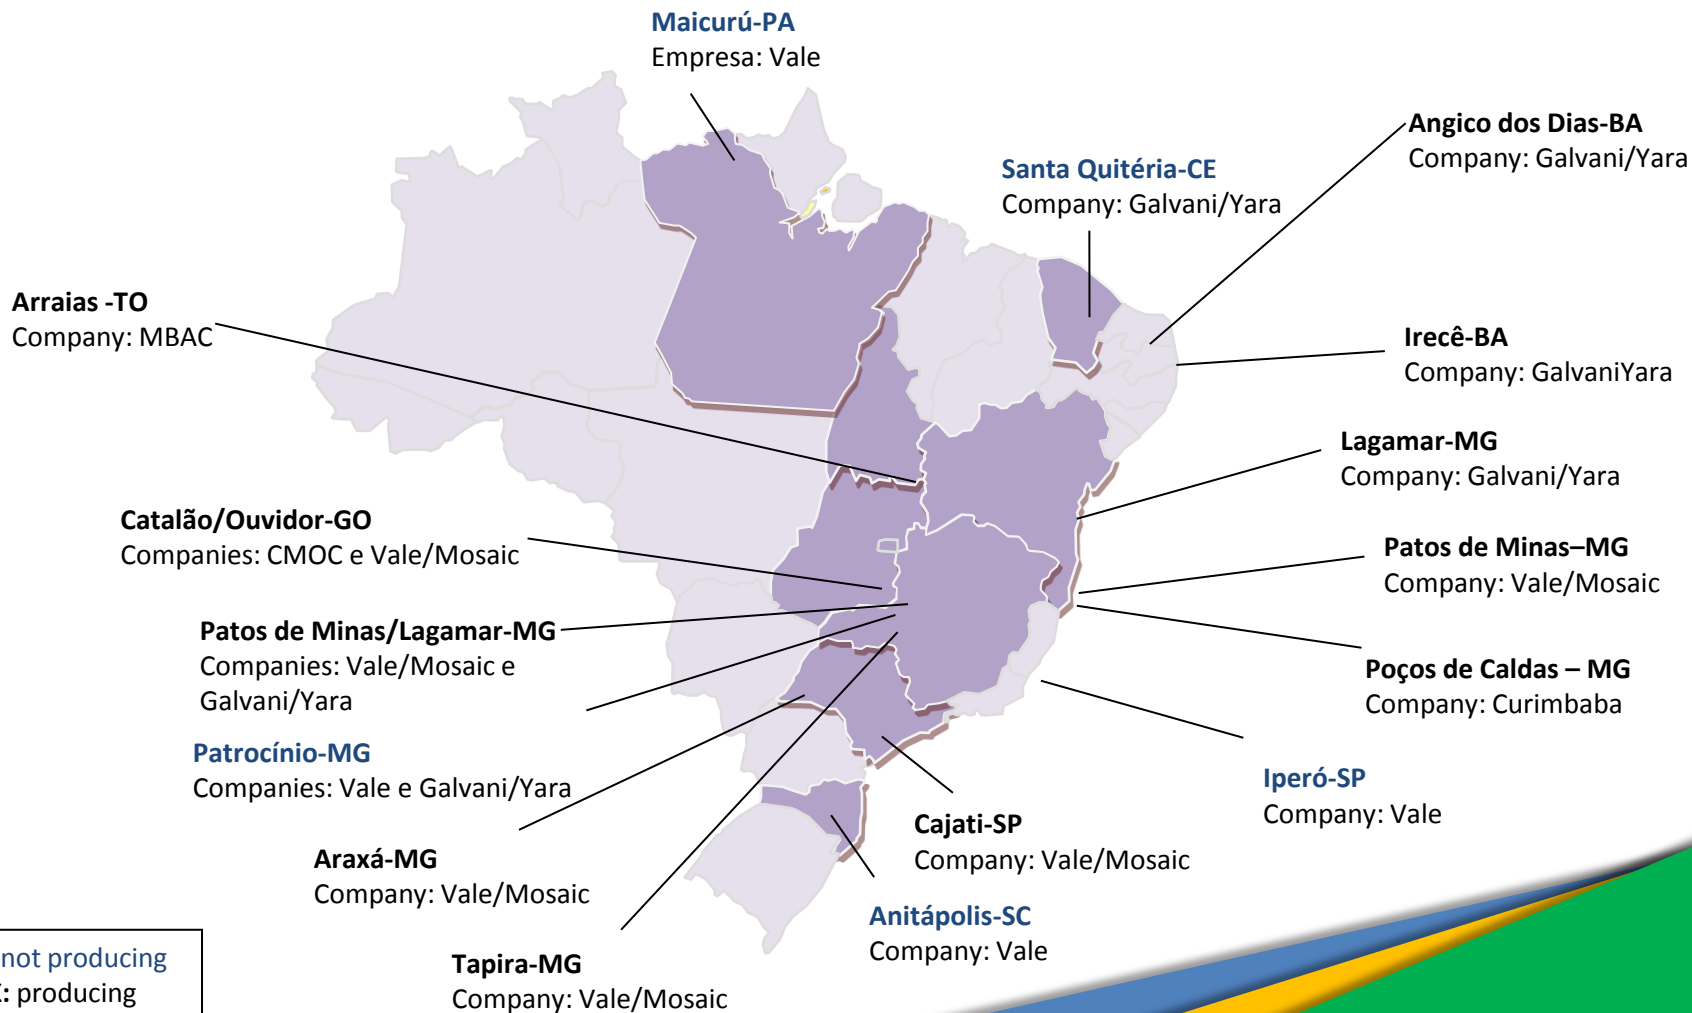 Maicurú-PA
Empresa: Vale
Angico dos Dias-BA
Company: Galvani/Yara
Santa Quitéria-CE
Company: Galvani/Yara
Arraias -TO
Company: MBAC
Irecê-BA
Company: GalvaniYara
Lagamar-MG
Company: Galvani/Yara
Catalão/Ouvidor-GO
Companies: CMOC e Vale/Mosaic
Patos de Minas–MG
Company: Vale/Mosaic
Patos de Minas/Lagamar-MG
Companies: Vale/Mosaic e
Galvani/Yara
Poços de Caldas – MG
Company: Curimbaba
Patrocínio-MG
Companies: Vale e Galvani/Yara
Iperó-SP
Company: Vale
Cajati-SP
Company: Vale/Mosaic
Araxá-MG
Company: Vale/Mosaic
Anitápolis-SC
Company: Vale
Tapira-MG
Company: Vale/Mosaic
not producing
: producing